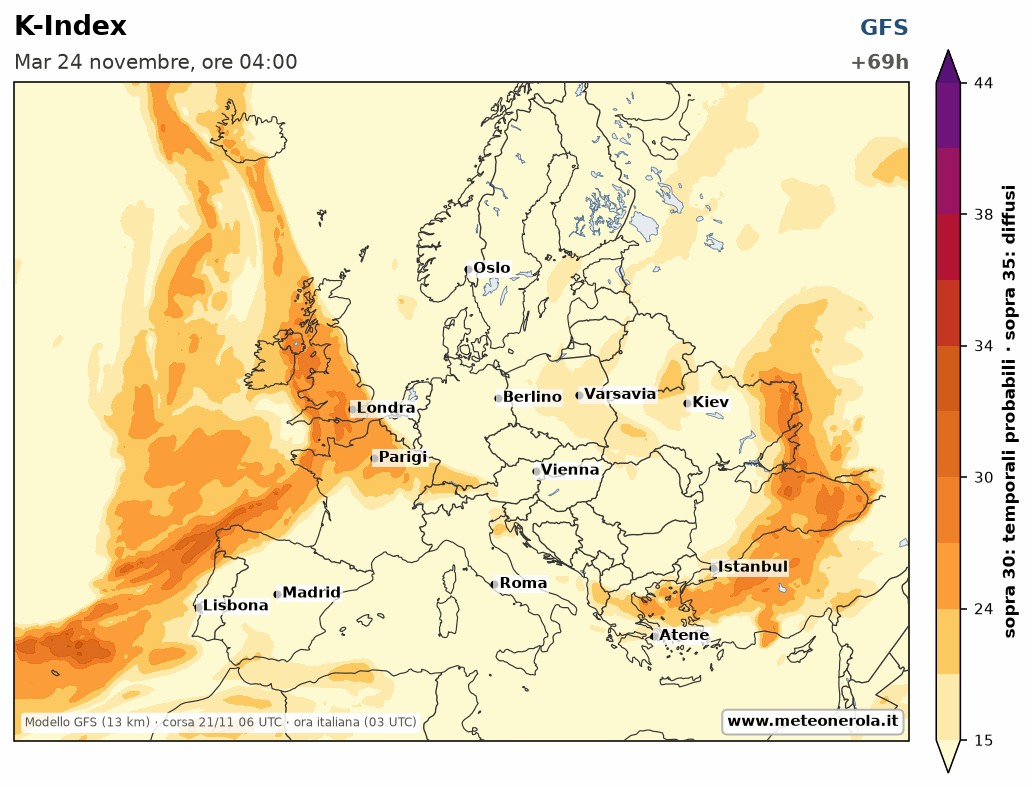 K-Index
GFS
Mar 24 novembre, ore 04:00
+69h
44
38
34
30
24
15
sopra 30: temporali probabili · sopra 35: diffusi
Oslo
Berlino
Varsavia
Kiev
Londra
Parigi
Vienna
Istanbul
Roma
Madrid
Lisbona
Atene
Modello GFS (13 km) · corsa 21/11 06 UTC · ora italiana (03 UTC)
www.meteonerola.it